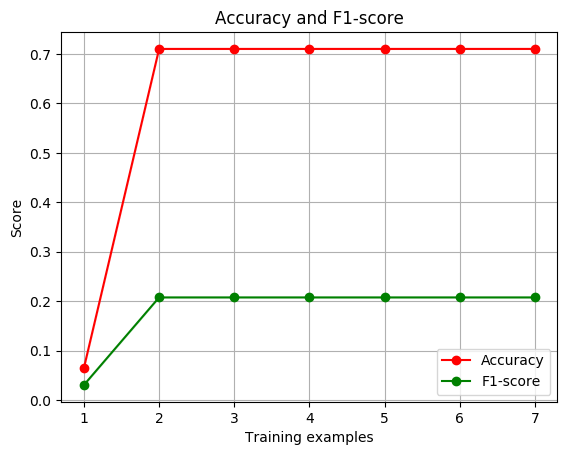 Accuracy and F1-score
0.7
0.6
0.5
0.4
0.3
0.2
0.1
0.0
Score
1 2 3 4 5 6 7
Training examples
Accuracy
F1-score